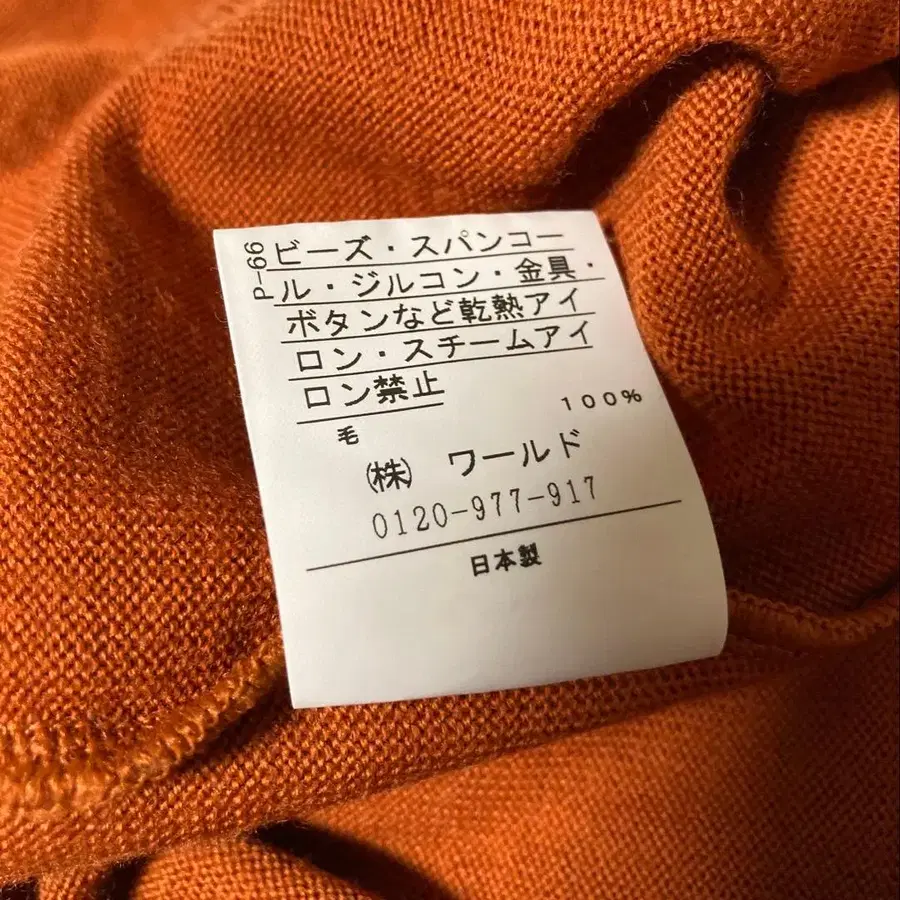 P-66
ビーズ・スパンコー
ル・ジルコン・金具・
ボタンなど乾熱アイ
ロン・スチームアイ
ロン禁止
毛 100%
㈱ ワールド
0120-977-917
日本製